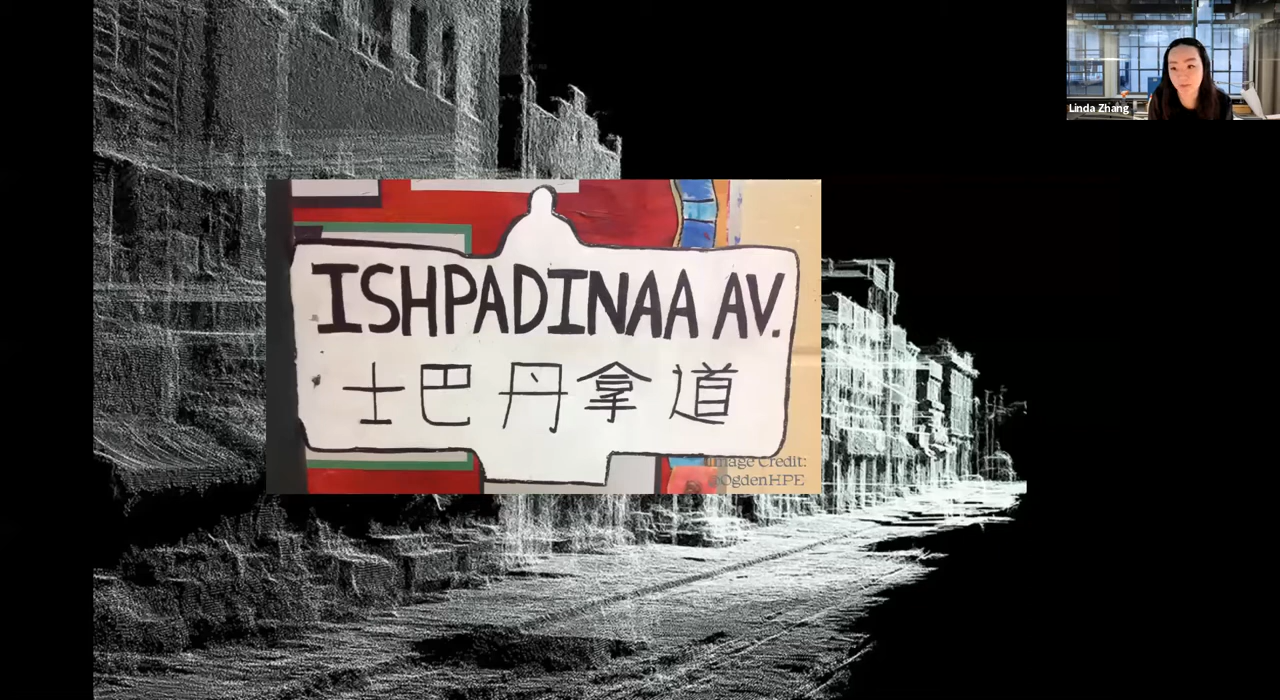 Linda Zhang
ISHPADINAA AV.
士巴丹拿道
Image Credit:
@OgdenHPE